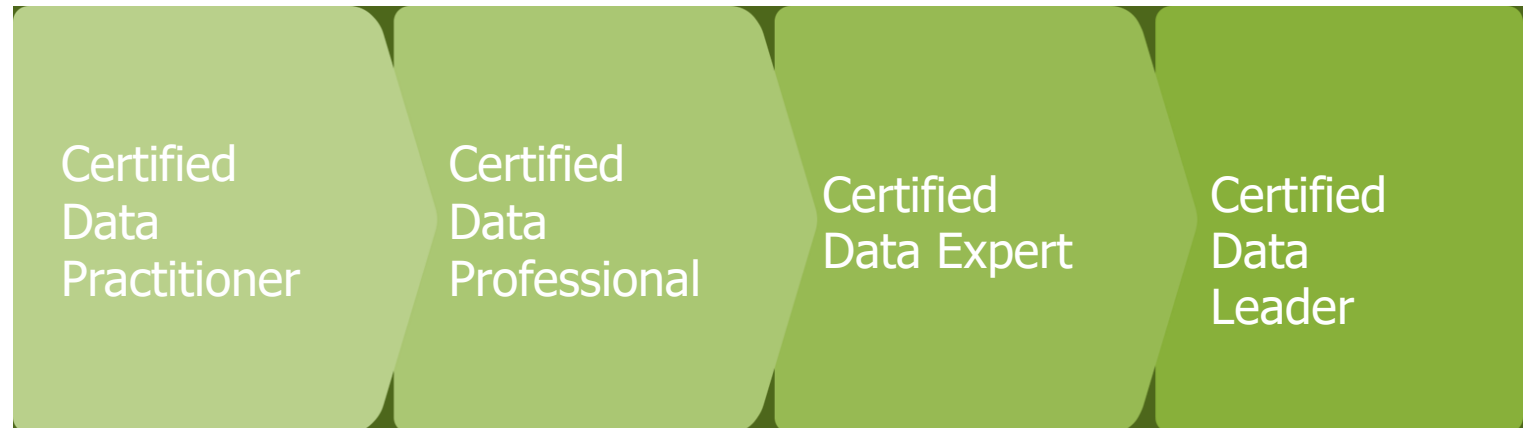 Certified
Data
Practitioner
Certified
Data
Professional
Certified
Data Expert
Certified
Data
Leader